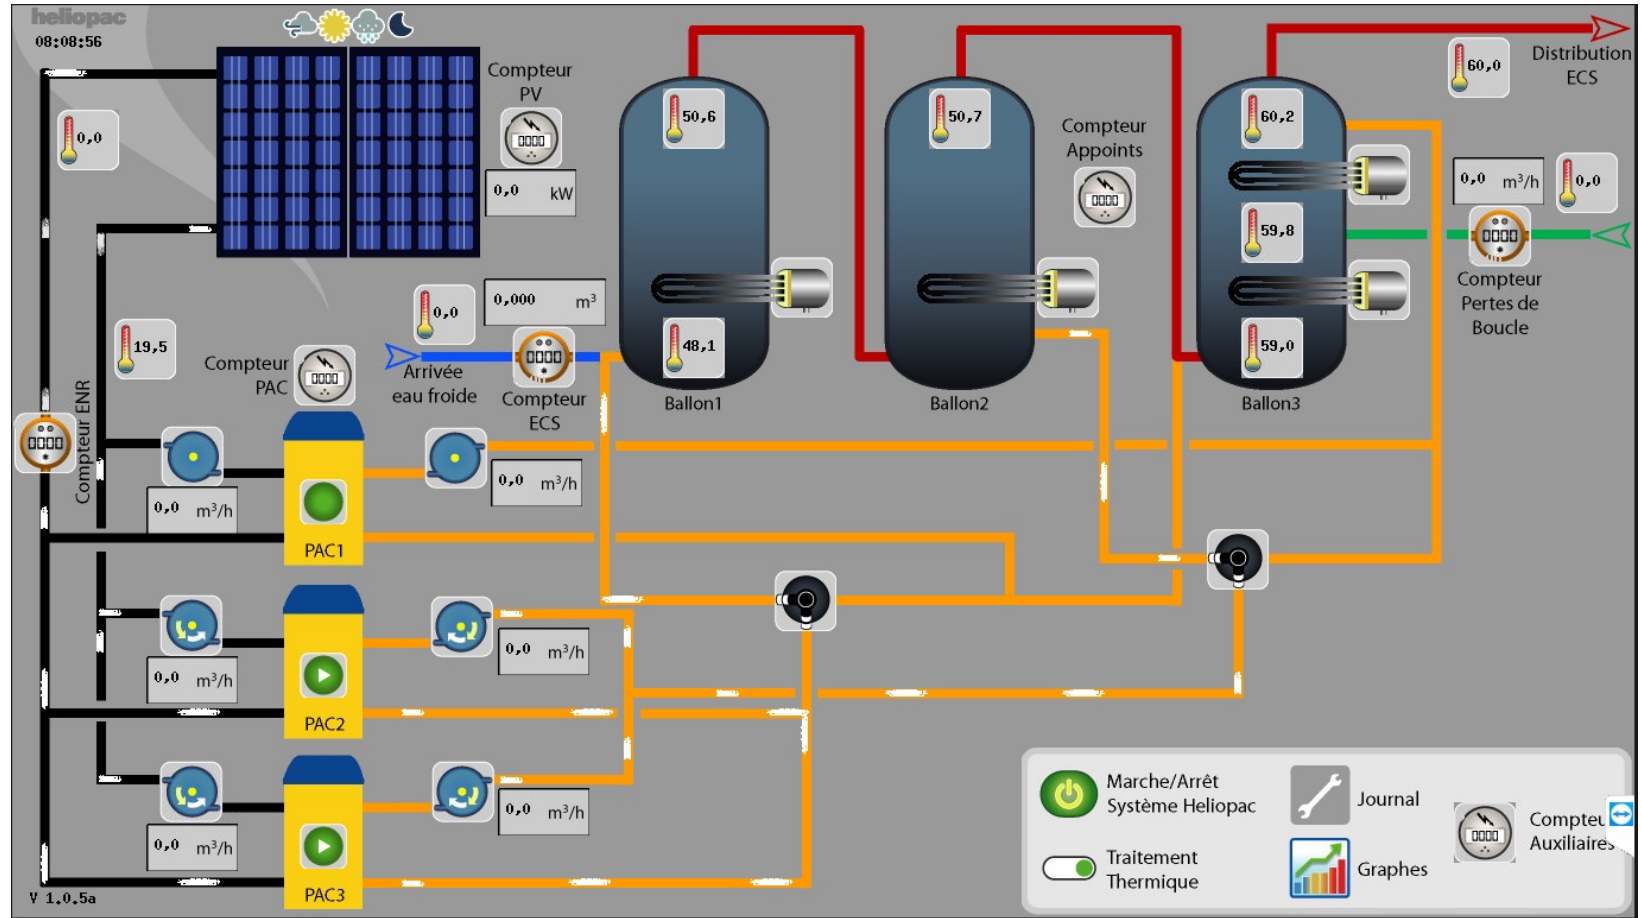 heliopac
08:08:56
0,0
Compteur
PV
0,0 kW
50,6
50,7
60,2
60,0
Distribution
ECS
Compteur
Appoints
0,0 m³/h
0,0
59,8
Compteur
Pertes de
Boucle
0,0
0,000 m³
19,5
Compteur
PAC
Arrivée
eau froide
Compteur
ECS
48,1
59,0
Ballon1
Ballon2
Ballon3
Compteur ENR
0,0 m³/h
0,0 m³/h
PAC1
0,0 m³/h
0,0 m³/h
PAC2
0,0 m³/h
0,0 m³/h
PAC3
V 1.0.5a
Marche/Arrêt
Système Heliopac
Journal
Compteu
Auxiliaires
Traitement
Thermique
Graphes